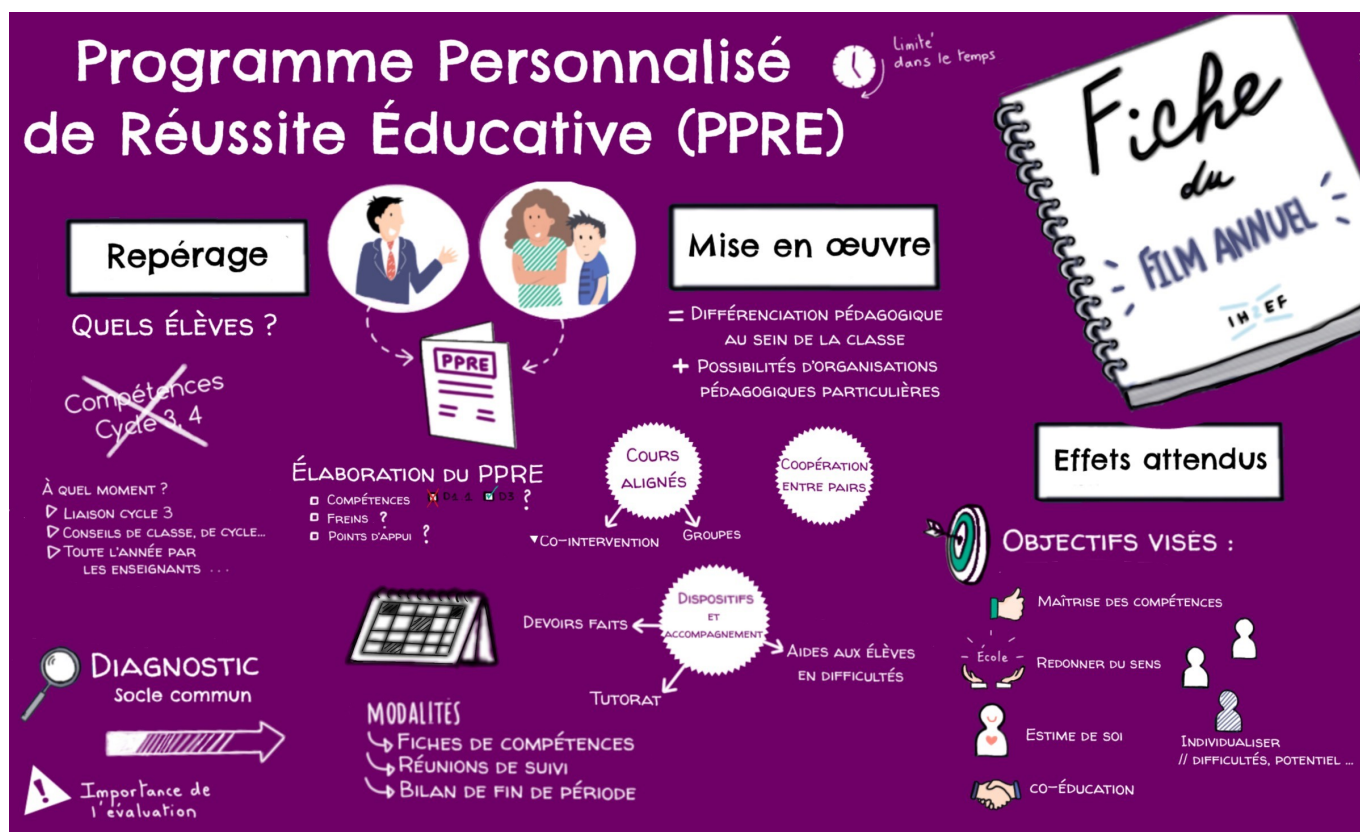 Programme Personnalisé
de Réussite Éducative (PPRE)
Limité
dans le temps
Fiche
du
FILM ANNUEL
IH2EF
Repérage
QUELS ÉLÈVES ?
Compétences
Cycle 3, 4
À QUEL MOMENT ?
LIAISON CYCLE 3
CONSEILS DE CLASSE, DE CYCLE...
TOUTE L'ANNÉE PAR
LES ENSEIGNANTS ...
DIAGNOSTIC
Socle commun
!
Importance de
l'évaluation
PPRE
ÉLABORATION DU PPRE
COMPÉTENCES D1 1 D3 ?
FREINS ?
POINTS D'APPUI ?
MODALITÉS
FICHES DE COMPÉTENCES
RÉUNIONS DE SUIVI
BILAN DE FIN DE PÉRIODE
Mise en œuvre
= DIFFÉRENCIATION PÉDAGOGIQUE
AU SEIN DE LA CLASSE
+ POSSIBILITÉS D'ORGANISATIONS
PÉDAGOGIQUES PARTICULIÈRES
COURS
ALIGNÉS
CO-INTERVENTION
GROUPES
COOPÉRATION
ENTRE PAIRS
DISPOSITIFS
ET
ACCOMPAGNEMENT
DEVOIRS FAITS
TUTORAT
AIDES AUX ÉLÈVES
EN DIFFICULTÉS
Effets attendus
OBJECTIFS VISÉS :
MAÎTRISE DES COMPÉTENCES
École
REDONNER DU SENS
ESTIME DE SOI
CO-ÉDUCATION
INDIVIDUALISER
// DIFFICULTÉS, POTENTIEL ...